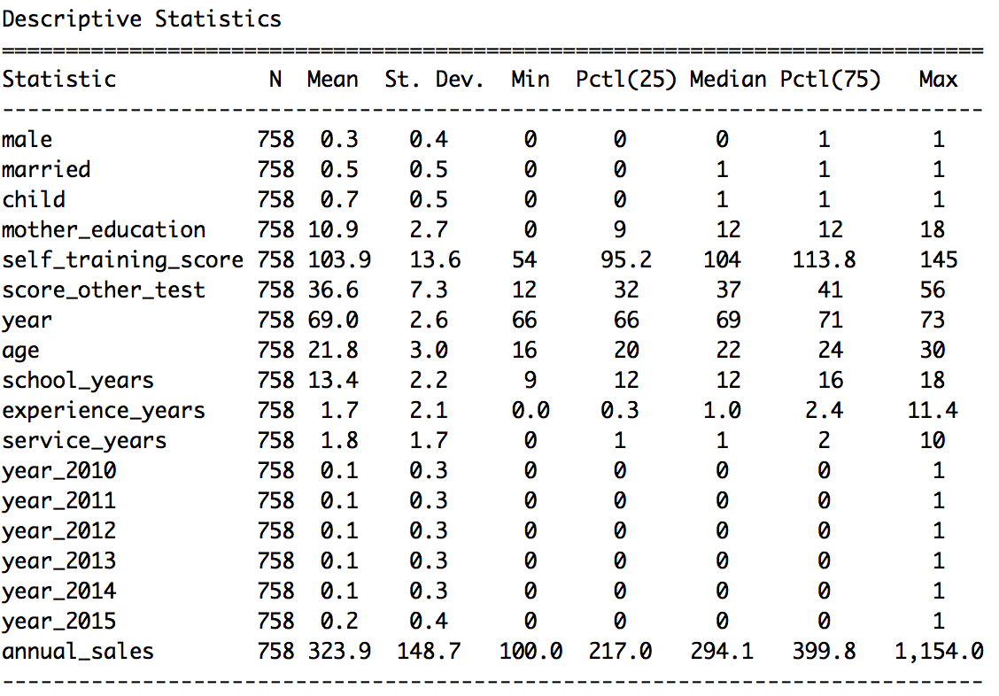 Descriptive Statistics
=============================================================================
Statistic N Mean St. Dev. Min Pctl(25) Median Pctl(75) Max
-----------------------------------------------------------------------------
male 758 0.3 0.4 0 0 0 1 1
married 758 0.5 0.5 0 0 1 1 1
child 758 0.7 0.5 0 0 1 1 1
mother_education 758 10.9 2.7 0 9 12 12 18
self_training_score 758 103.9 13.6 54 95.2 104 113.8 145
score_other_test 758 36.6 7.3 12 32 37 41 56
year 758 69.0 2.6 66 66 69 71 73
age 758 21.8 3.0 16 20 22 24 30
school_years 758 13.4 2.2 9 12 12 16 18
experience_years 758 1.7 2.1 0.0 0.3 1.0 2.4 11.4
service_years 758 1.8 1.7 0 1 1 2 10
year_2010 758 0.1 0.3 0 0 0 0 1
year_2011 758 0.1 0.3 0 0 0 0 1
year_2012 758 0.1 0.3 0 0 0 0 1
year_2013 758 0.1 0.3 0 0 0 0 1
year_2014 758 0.1 0.3 0 0 0 0 1
year_2015 758 0.2 0.4 0 0 0 0 1
annual_sales 758 323.9 148.7 100.0 217.0 294.1 399.8 1,154.0
-----------------------------------------------------------------------------